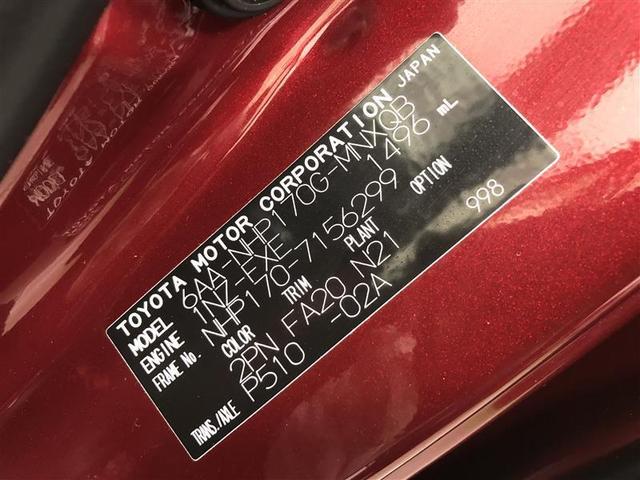 TOYOTA MOTOR CORPORATION JAPAN
MODEL 6AA-NHP170G-MNXQB
ENGINE 1NZ-FXE 1496 mL
FRAME No. NHP170-7156299
COLOR TRIM PLANT OPTION
2PN FA20 N21 998
TRANS./AXLE P510 -02A